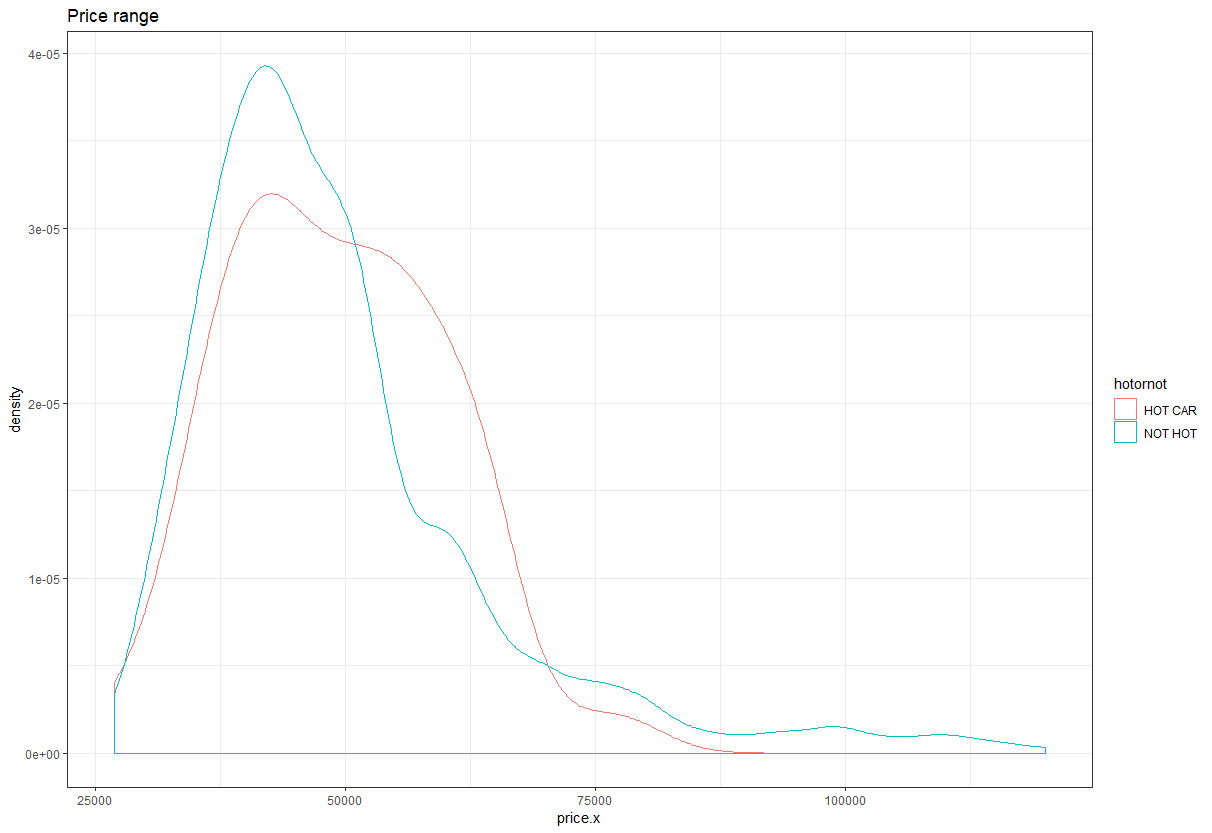 Price range
4e-05
3e-05
2e-05
1e-05
0e+00
density
25000
50000
75000
100000
price.x
hotornot
HOT CAR
NOT HOT